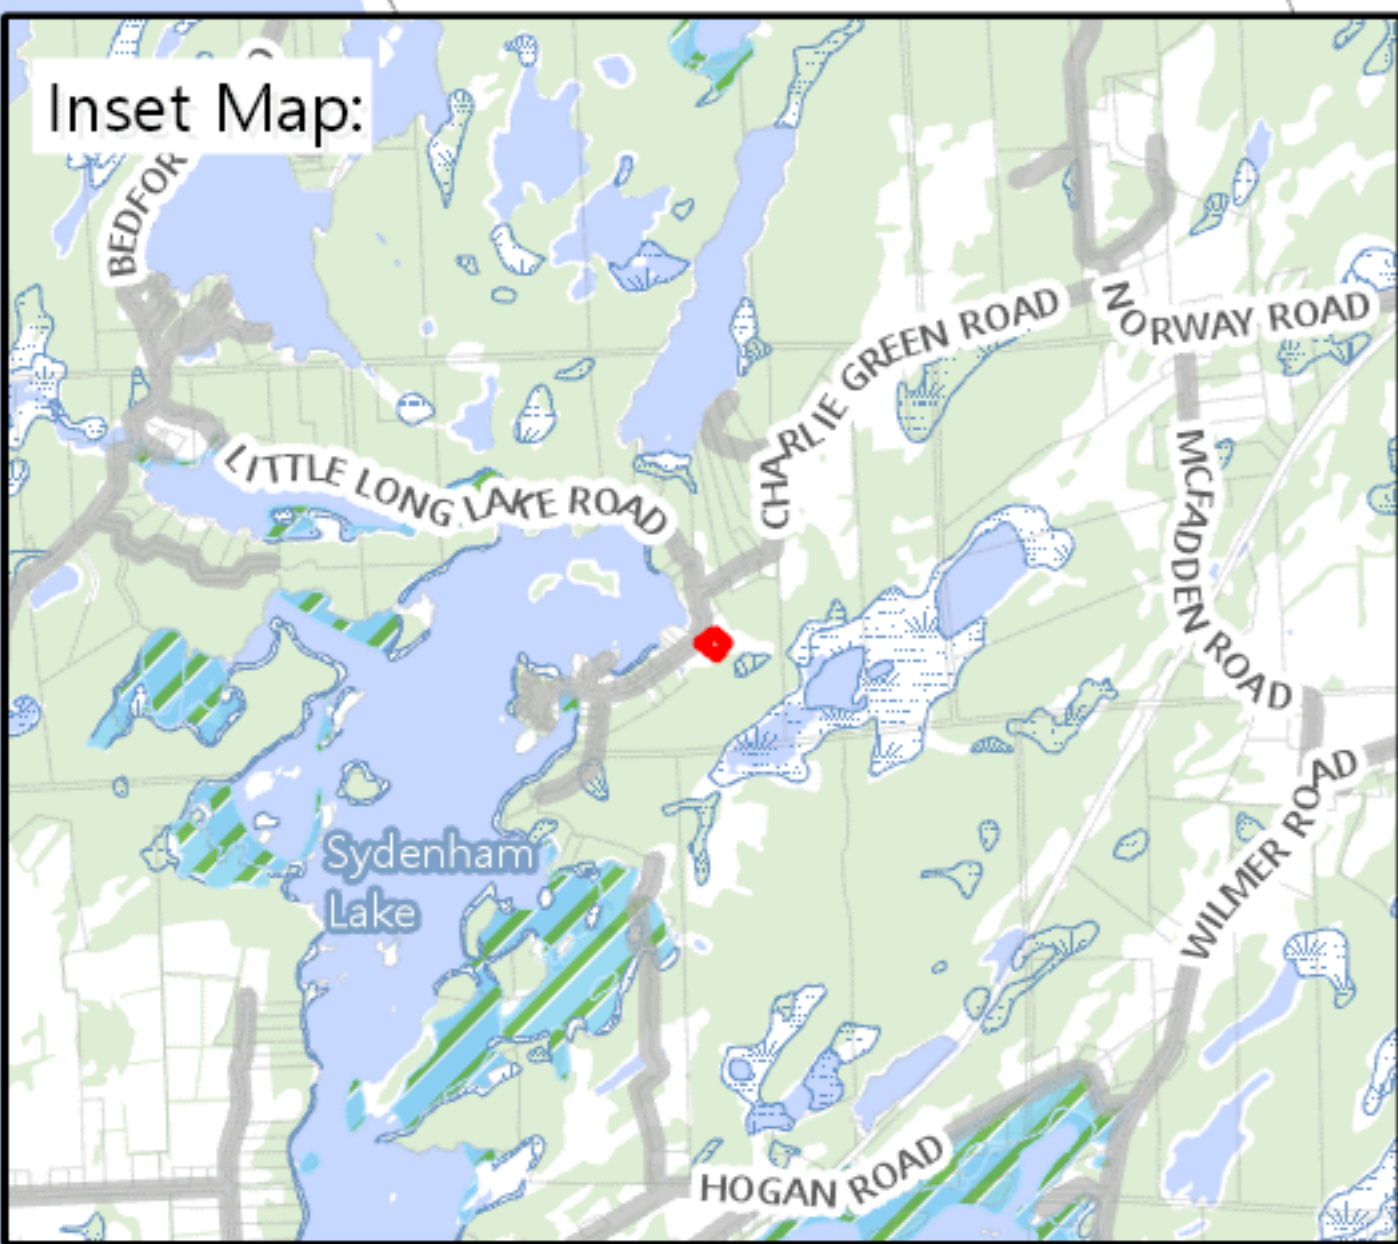 Inset Map:
BEDFOR
CHARLIE GREEN ROAD
NORWAY ROAD
LITTLE LONG LAKE ROAD
MCFADDEN ROAD
WILMER ROAD
Sydenham
Lake
HOGAN ROAD